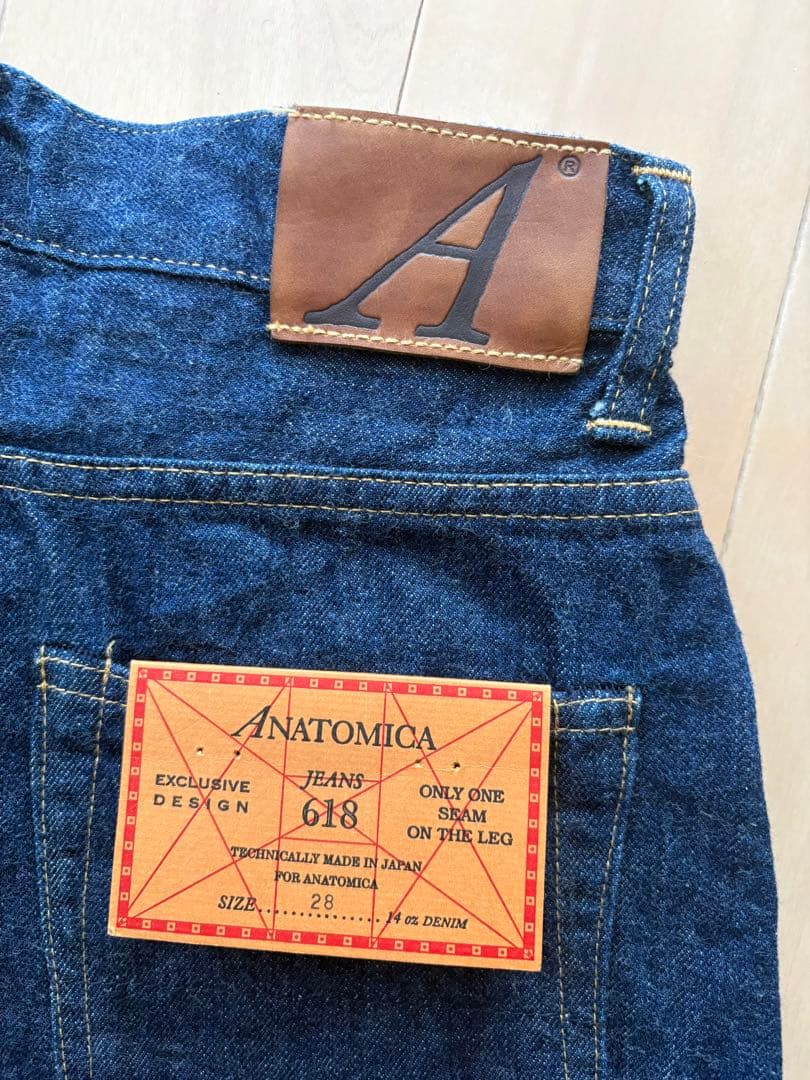 A®
ANATOMICA
EXCLUSIVE
DESIGN
JEANS
618
ONLY ONE
SEAM
ON THE LEG
TECHNICALLY MADE IN JAPAN
FOR ANATOMICA
SIZE................28................14 oz DENIM